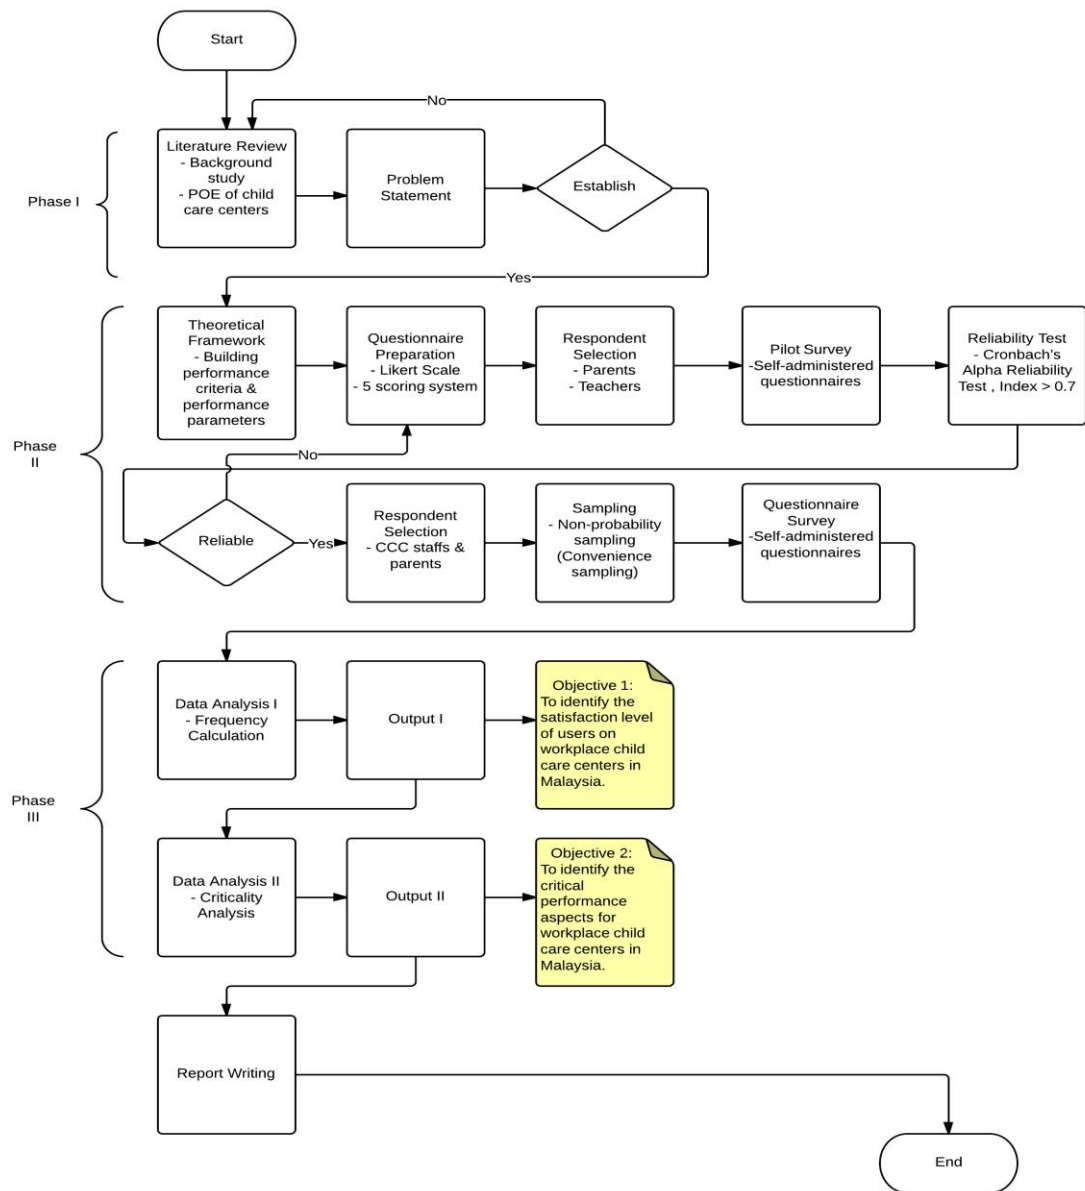 Start
No
Phase I
Literature Review
- Background
study
- POE of child
care centers
Problem
Statement
Establish
Yes
Phase
II
Theoretical
Framework
- Building
performance
criteria &
performance
parameters
Questionnaire
Preparation
- Likert Scale
- 5 scoring system
Respondent
Selection
- Parents
- Teachers
Pilot Survey
-Self-administered
questionnaires
Reliability Test
- Cronbach's
Alpha Reliability
Test , Index > 0.7
No
Reliable
Yes
Respondent
Selection
- CCC staffs &
parents
Sampling
- Non-probability
sampling
(Convenience
sampling)
Questionnaire
Survey
-Self-administered
questionnaires
Phase
III
Data Analysis I
- Frequency
Calculation
Output I
Objective 1:
To identify the
satisfaction level
of users on
workplace child
care centers in
Malaysia.
Data Analysis II
- Criticality
Analysis
Output II
Objective 2:
To identify the
critical
performance
aspects for
workplace child
care centers in
Malaysia.
Report Writing
End